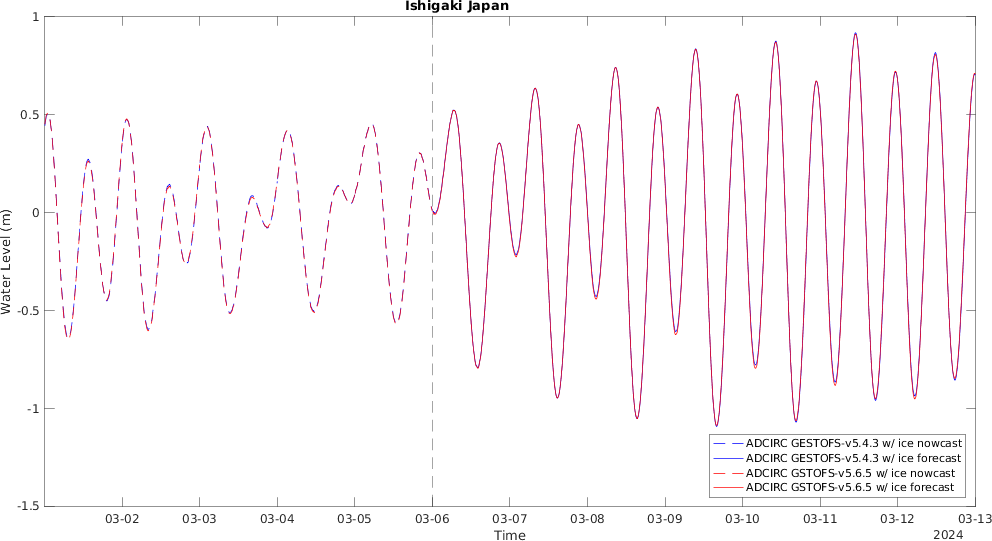 Ishigaki Japan
1
0.5
0
-0.5
-1
-1.5
Water Level (m)
ADCIRC GESTOFS-v5.4.3 w/ ice nowcast
ADCIRC GESTOFS-v5.4.3 w/ ice forecast
ADCIRC GSTOFS-v5.6.5 w/ ice nowcast
ADCIRC GSTOFS-v5.6.5 w/ ice forecast
03-02 03-03 03-04 03-05 03-06 03-07 03-08 03-09 03-10 03-11 03-12 03-13
Time
2024